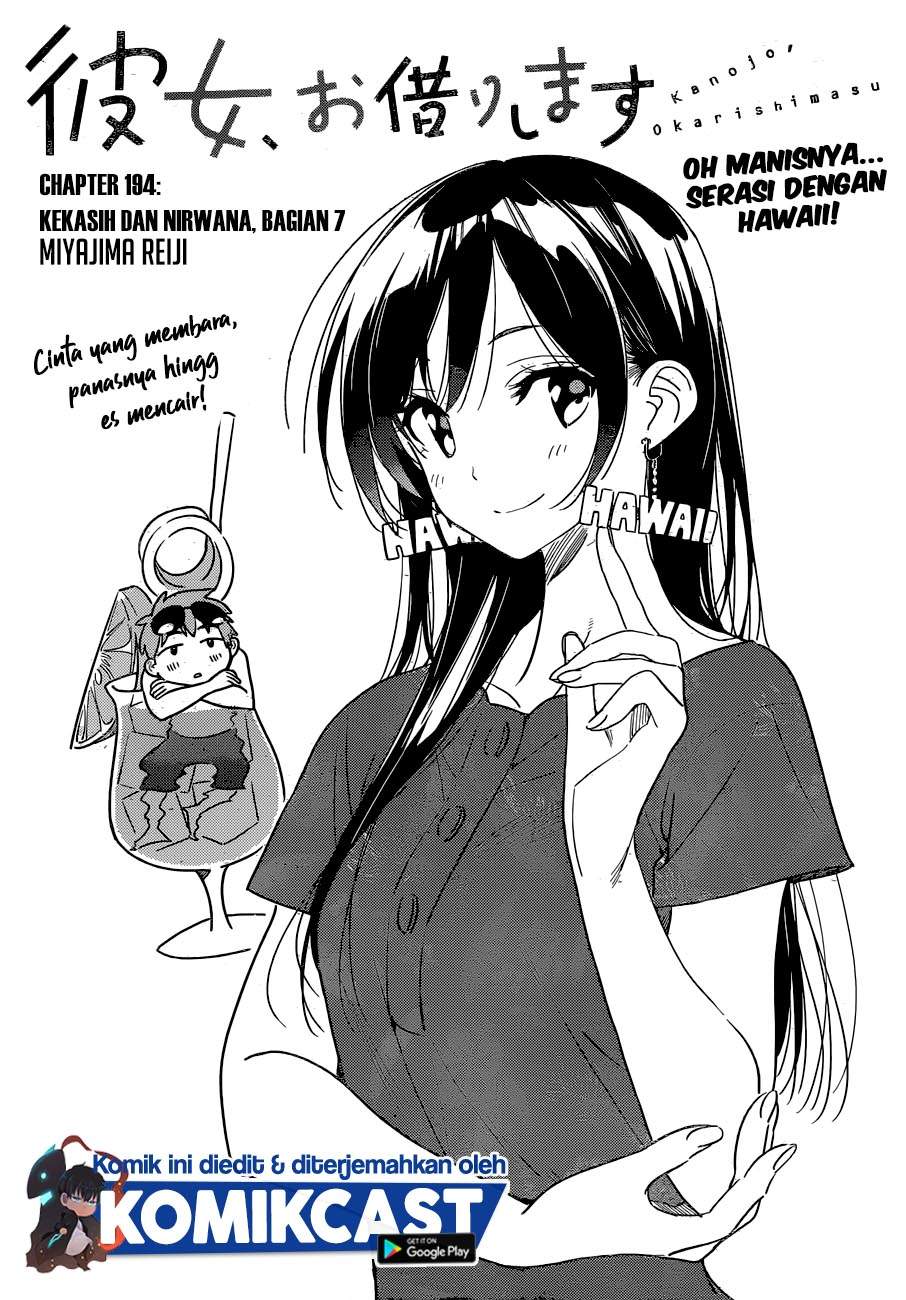 彼女、お借りします
Kanojo,
Okarishimasu
CHAPTER 194:
KEKASIH DAN NIRWANA, BAGIAN 7
MIYAJIMA REIJI
OH MANISNYA...
SERASI DENGAN
HAWAII!
Cinta yang membara,
panasnya hingg
es mencair!
HAW
HAWAII!
Komik ini diedit & diterjemahkan oleh
KOMIKCAST
GET IT ON
Google Play